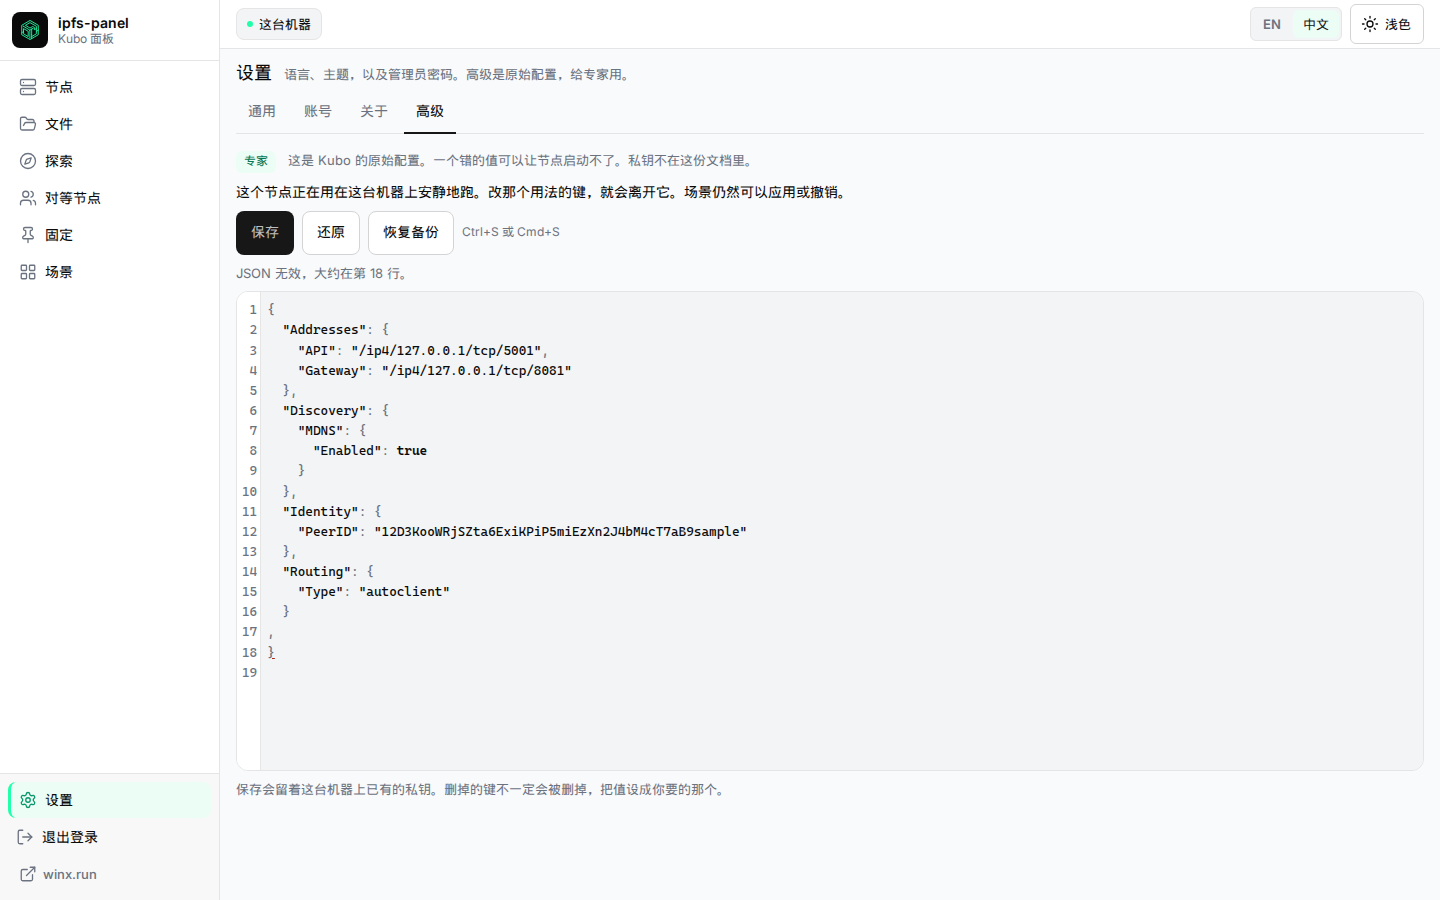 ipfs-panel
Kubo 面板
节点
文件
探索
对等节点
固定
场景
设置
退出登录
winx.run
这台机器
EN 中文
浅色
设置 语言、主题，以及管理员密码。高级是原始配置，给专家用。
通用 账号 关于 高级
专家 这是 Kubo 的原始配置。一个错的值可以让节点启动不了。私钥不在这份文档里。
这个节点正在用在这台机器上安静地跑。改那个用法的键，就会离开它。场景仍然可以应用或撤销。
保存 还原 恢复备份 Ctrl+S 或 Cmd+S
JSON 无效，大约在第 18 行。
1 {
2 "Addresses": {
3 "API": "/ip4/127.0.0.1/tcp/5001",
4 "Gateway": "/ip4/127.0.0.1/tcp/8081"
5 },
6 "Discovery": {
7 "MDNS": {
8 "Enabled": true
9 }
10 },
11 "Identity": {
12 "PeerID": "12D3KooWRjSZta6ExiKPiP5miEzXn2J4bM4cT7aB9sample"
13 },
14 "Routing": {
15 "Type": "autoclient"
16 }
17 ,
18 }
19
保存会留着这台机器上已有的私钥。删掉的键不一定会被删掉，把值设成你要的那个。